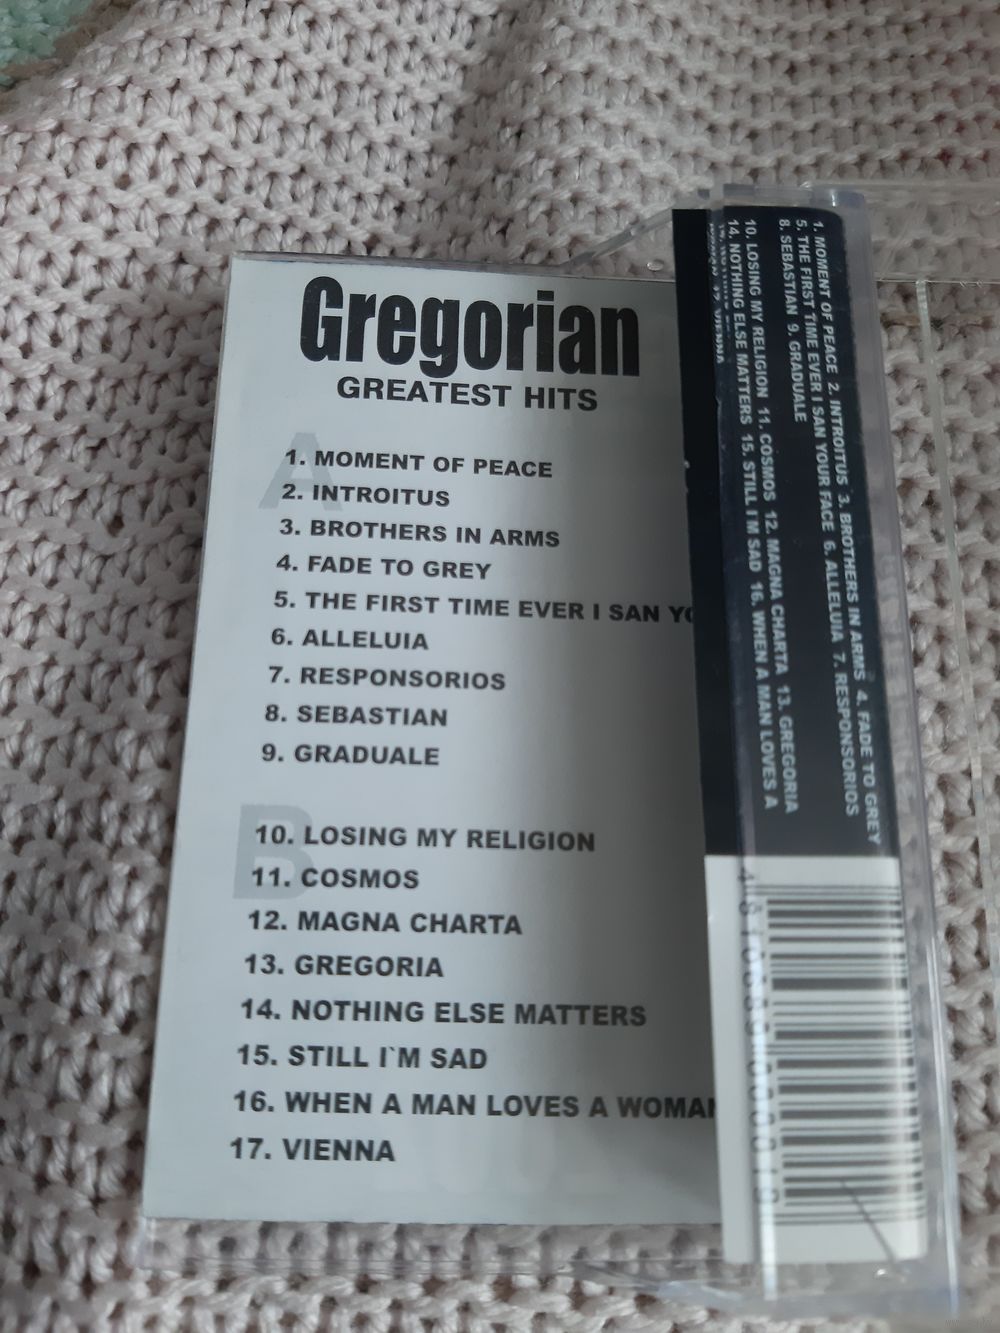 Gregorian
GREATEST HITS
A
1. MOMENT OF PEACE
2. INTROITUS
3. BROTHERS IN ARMS
4. FADE TO GREY
5. THE FIRST TIME EVER I SAN YO
6. ALLELUIA
7. RESPONSORIOS
8. SEBASTIAN
9. GRADUALE
B
10. LOSING MY RELIGION
11. COSMOS
12. MAGNA CHARTA
13. GREGORIA
14. NOTHING ELSE MATTERS
15. STILL I`M SAD
16. WHEN A MAN LOVES A WOMAN
17. VIENNA
1. MOMENT OF PEACE 2. INTROITUS 3. BROTHERS IN ARMS 4. FADE TO GREY
5. THE FIRST TIME EVER I SAN YOUR FACE 6. ALLELUIA 7. RESPONSORIOS
8. SEBASTIAN 9. GRADUALE
10. LOSING MY RELIGION 11. COSMOS 12. MAGNA CHARTA 13. GREGORIA
14. NOTHING ELSE MATTERS 15. STILL I`M SAD 16. WHEN A MAN LOVES A
WOMAN 17. VIENNA